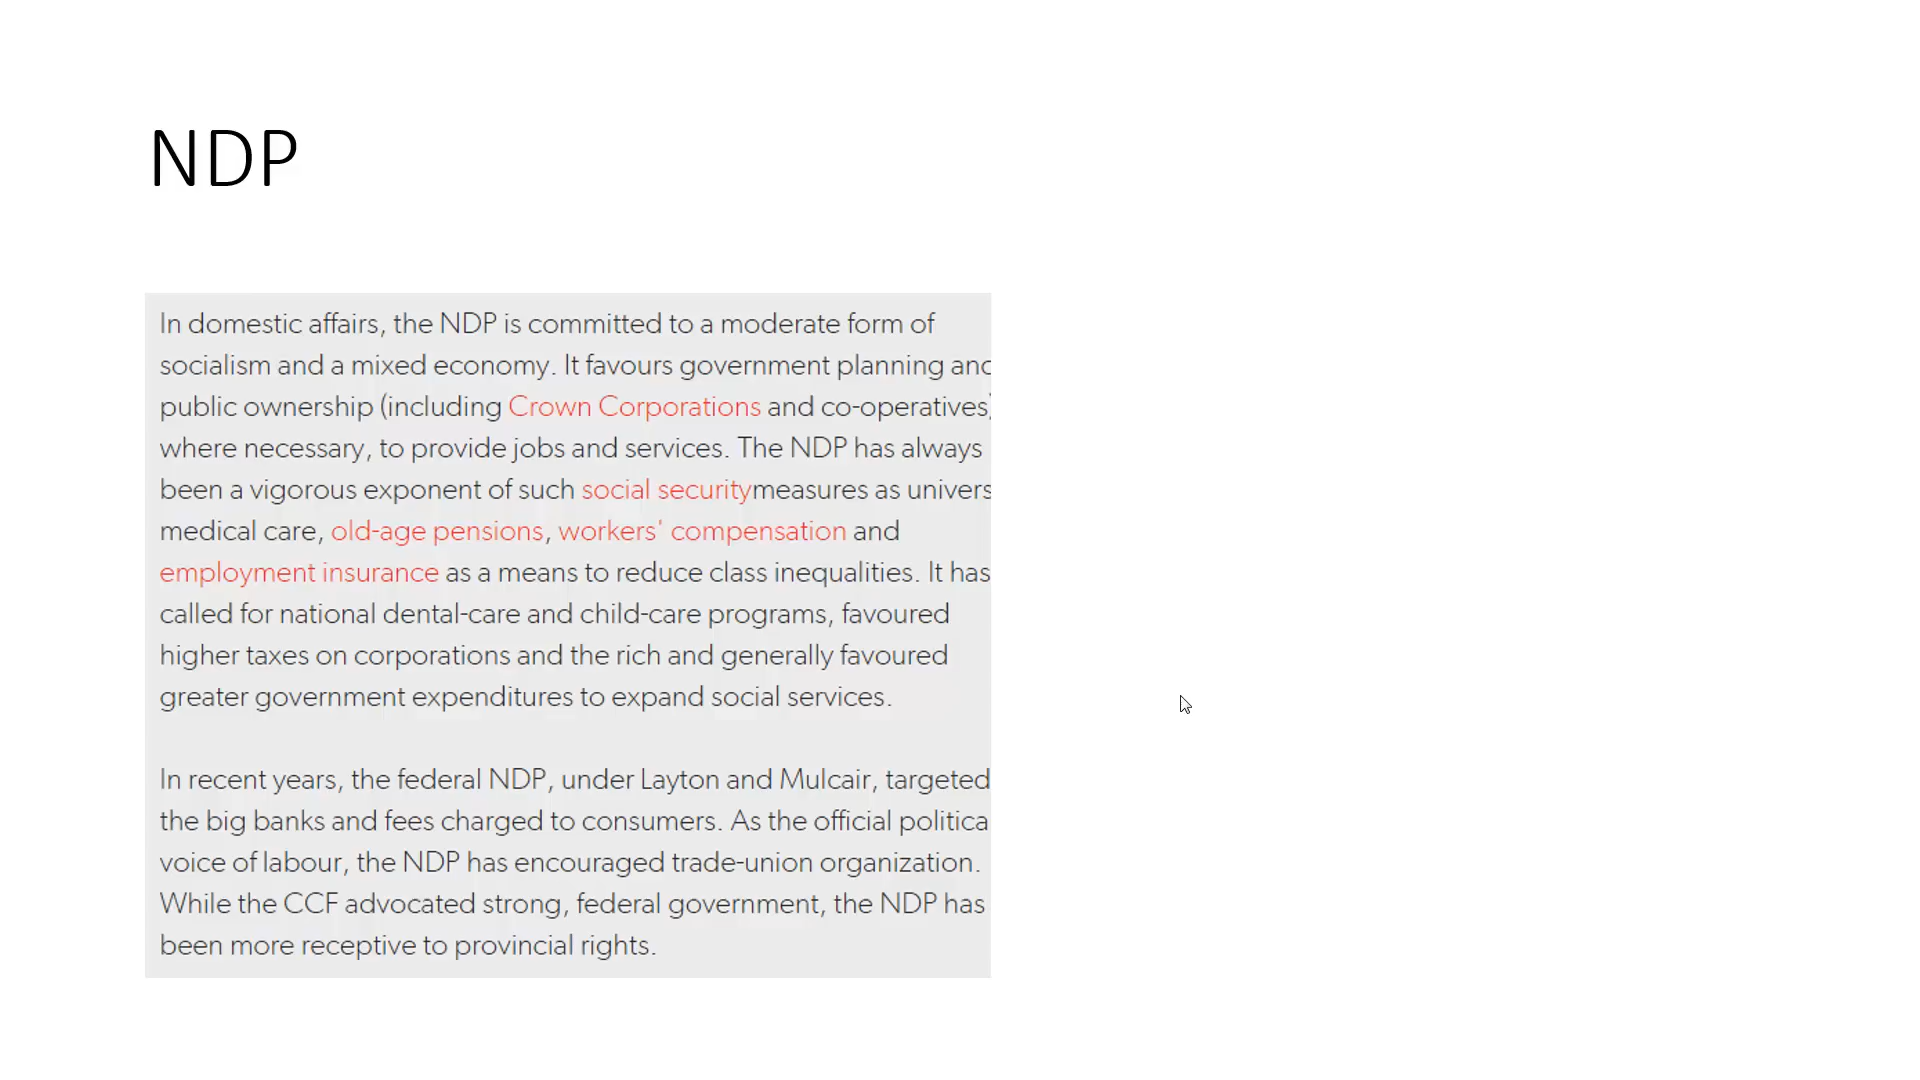 NDP
In domestic affairs, the NDP is committed to a moderate form of
socialism and a mixed economy. It favours government planning and
public ownership (including Crown Corporations and co-operatives)
where necessary, to provide jobs and services. The NDP has always
been a vigorous exponent of such social securitymeasures as univers
medical care, old-age pensions, workers' compensation and
employment insurance as a means to reduce class inequalities. It has
called for national dental-care and child-care programs, favoured
higher taxes on corporations and the rich and generally favoured
greater government expenditures to expand social services.
In recent years, the federal NDP, under Layton and Mulcair, targeted
the big banks and fees charged to consumers. As the official politica
voice of labour, the NDP has encouraged trade-union organization.
While the CCF advocated strong, federal government, the NDP has
been more receptive to provincial rights.